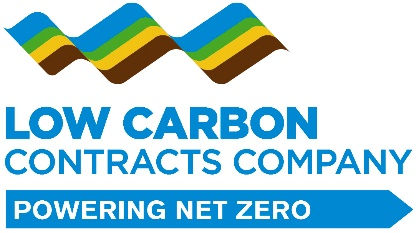 LOW CARBON
CONTRACTS COMPANY
POWERING NET ZERO